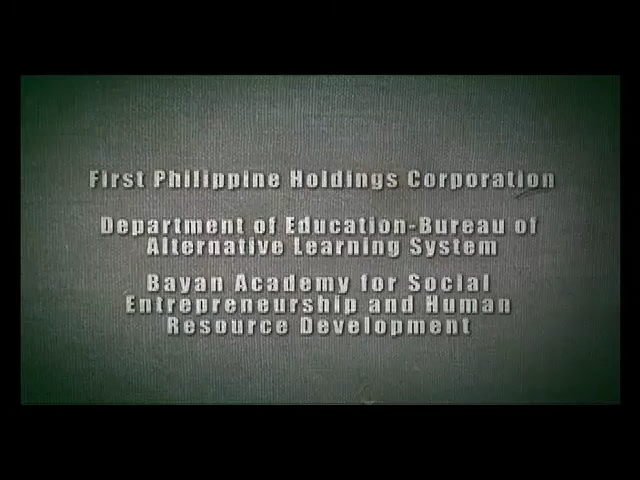 First Philippine Holdings Corporation
Department of Education-Bureau of
Alternative Learning System
Bayan Academy for Social
Entrepreneurship and Human
Resource Development